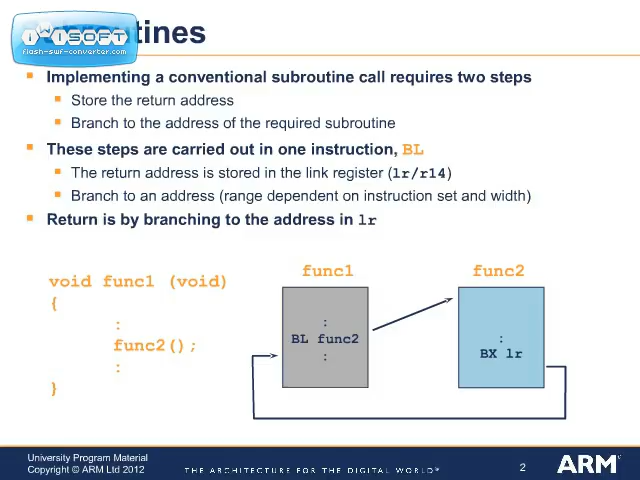 iWiSOFT
flash-swf-converter.com
tines
Implementing a conventional subroutine call requires two steps
Store the return address
Branch to the address of the required subroutine
These steps are carried out in one instruction, BL
The return address is stored in the link register (lr/r14)
Branch to an address (range dependent on instruction set and width)
Return is by branching to the address in lr
void func1 (void)
{
:
func2();
:
}
func1
:
BL func2
:
func2
:
BX lr
University Program Material
Copyright © ARM Ltd 2012
THE ARCHITECTURE FOR THE DIGITAL WORLD®
2
ARM